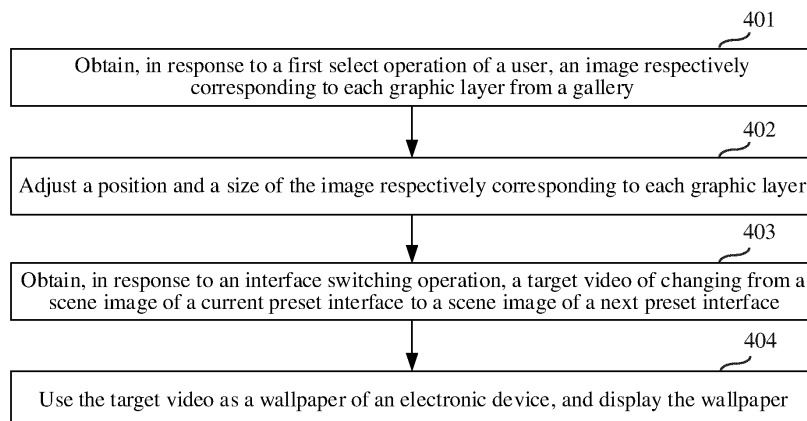 401
Obtain, in response to a first select operation of a user, an image respectively
corresponding to each graphic layer from a gallery
402
Adjust a position and a size of the image respectively corresponding to each graphic layer
403
Obtain, in response to an interface switching operation, a target video of changing from a
scene image of a current preset interface to a scene image of a next preset interface
404
Use the target video as a wallpaper of an electronic device, and display the wallpaper